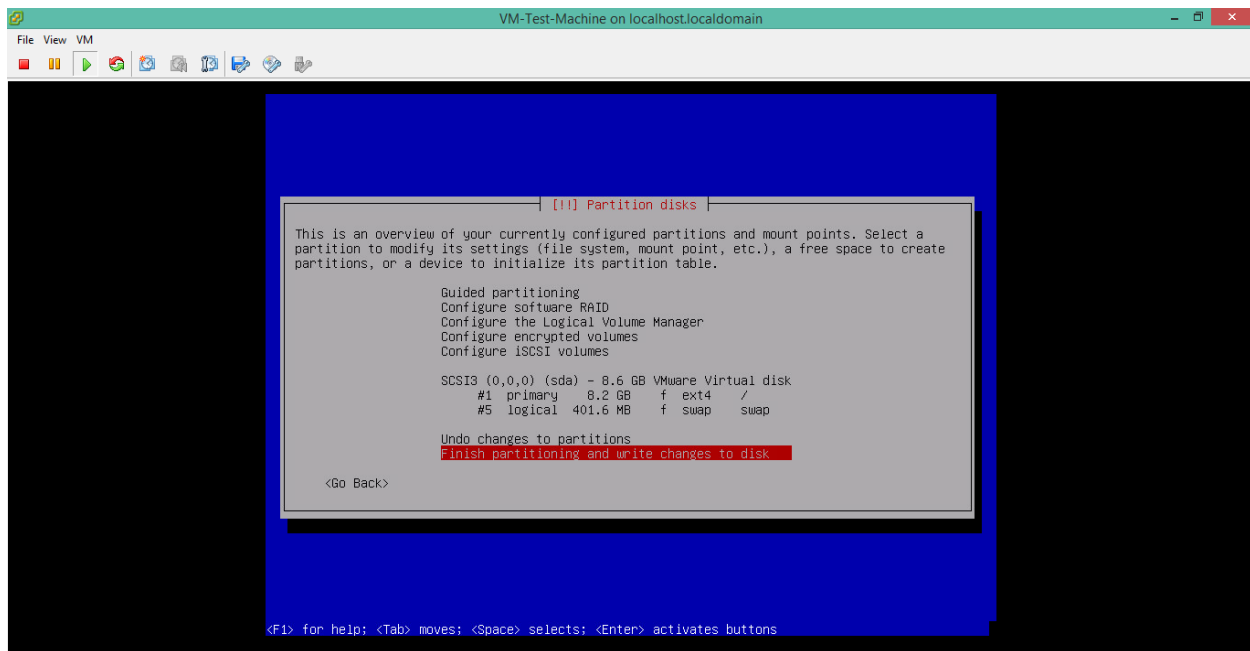 VM-Test-Machine on localhost.localdomain
File View VM
[!!] Partition disks
This is an overview of your currently configured partitions and mount points. Select a
partition to modify its settings (file system, mount point, etc.), a free space to create
partitions, or a device to initialize its partition table.
Guided partitioning
Configure software RAID
Configure the Logical Volume Manager
Configure encrypted volumes
Configure iSCSI volumes
SCSI3 (0,0,0) (sda) - 8.6 GB VMware Virtual disk
#1 primary 8.2 GB f ext4 /
#5 logical 401.6 MB f swap swap
Undo changes to partitions
Finish partitioning and write changes to disk
<Go Back>
<F1> for help; <Tab> moves; <Space> selects; <Enter> activates buttons